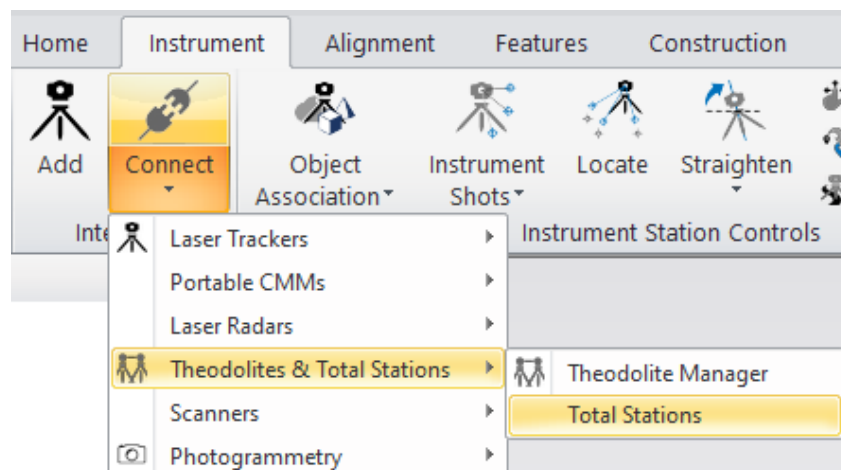 Home Instrument Alignment Features Construction
Add Connect Object Association Instrument Shots Locate Straighten
Instrument Station Controls
Laser Trackers
Portable CMMs
Laser Radars
Theodolites & Total Stations
Theodolite Manager
Total Stations
Scanners
Photogrammetry